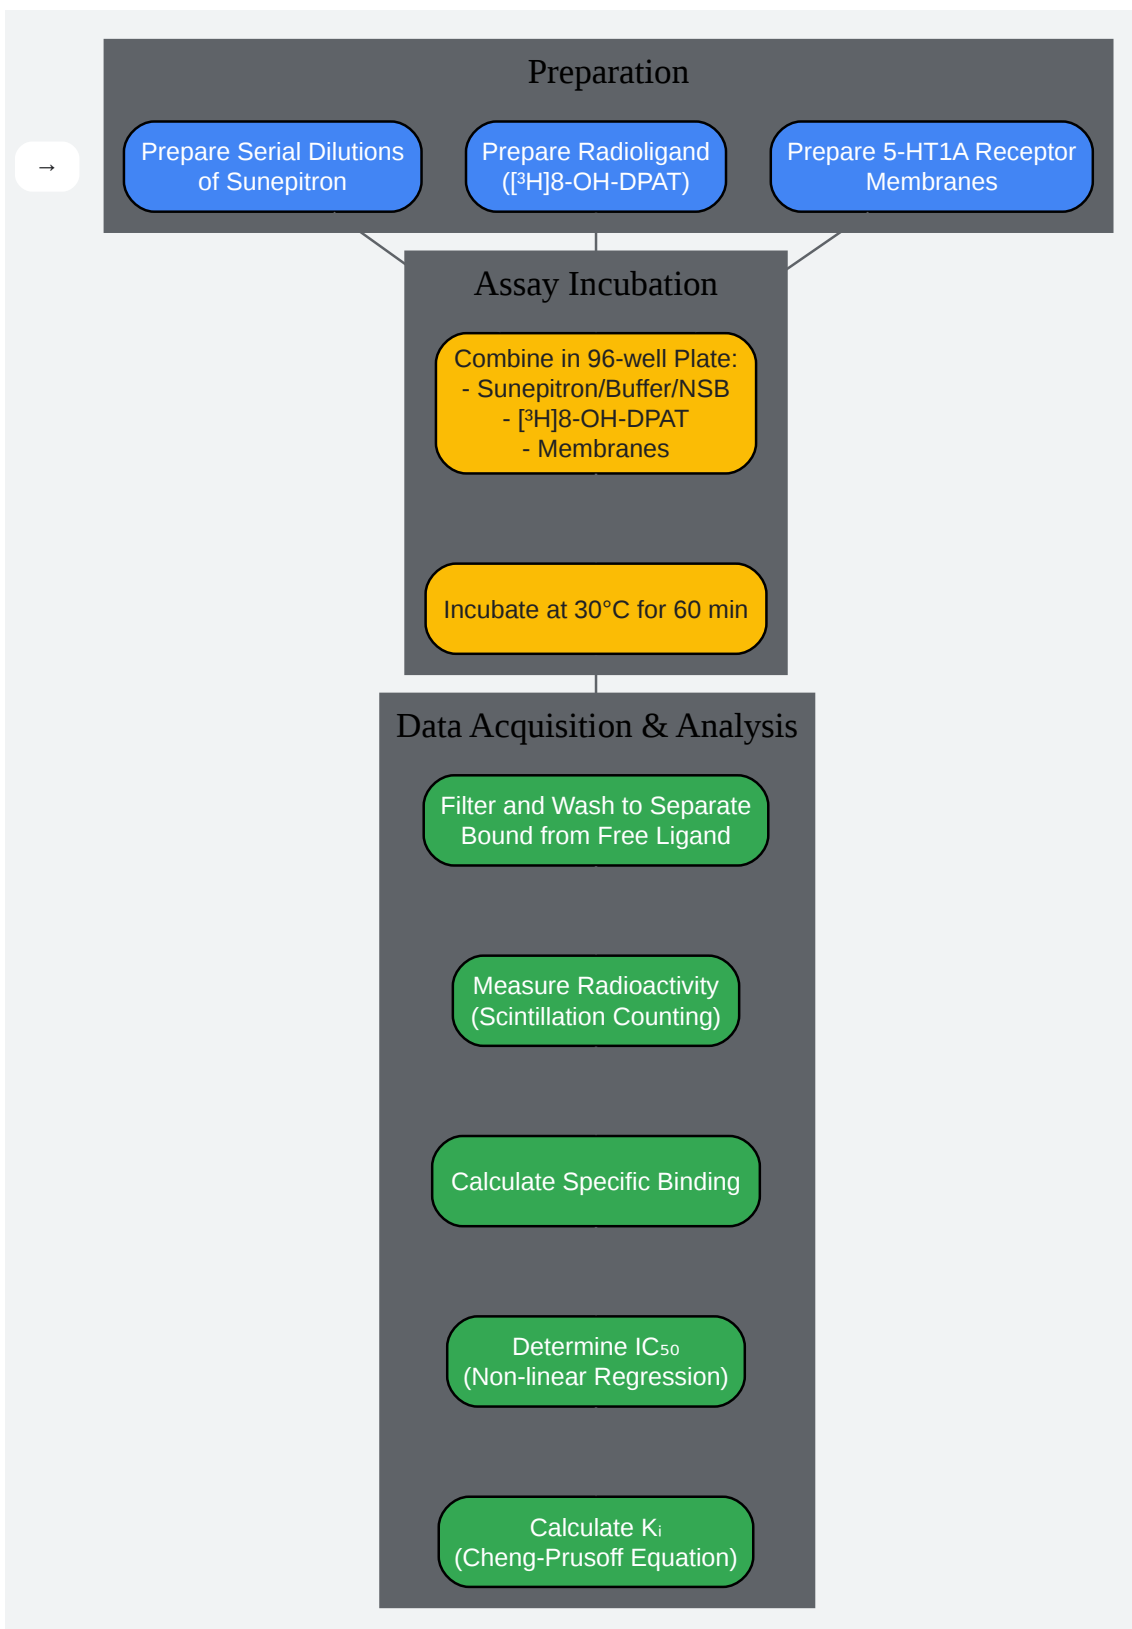 Preparation
→
Prepare Serial Dilutions
of Sunepitron
Prepare Radioligand
([³H]8-OH-DPAT)
Prepare 5-HT1A Receptor
Membranes
Assay Incubation
Combine in 96-well Plate:
- Sunepitron/Buffer/NSB
- [³H]8-OH-DPAT
- Membranes
Incubate at 30°C for 60 min
Data Acquisition & Analysis
Filter and Wash to Separate
Bound from Free Ligand
Measure Radioactivity
(Scintillation Counting)
Calculate Specific Binding
Determine IC₅₀
(Non-linear Regression)
Calculate Kᵢ
(Cheng-Prusoff Equation)